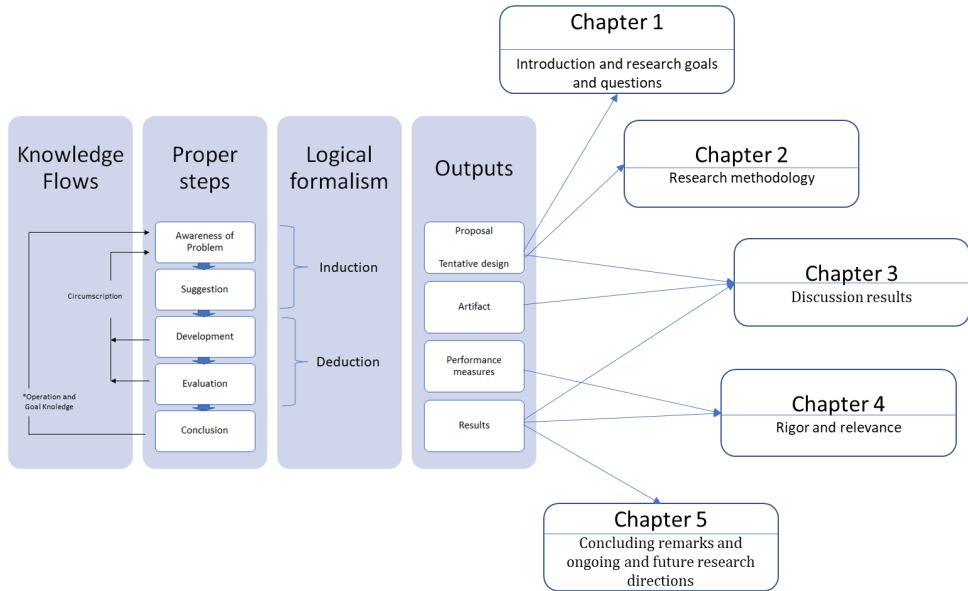 Chapter 1
Introduction and research goals
and questions
Knowledge
Flows
Proper
steps
Logical
formalism
Outputs
Chapter 2
Research methodology
Awareness of
Problem
Suggestion
Development
Evaluation
Conclusion
Circumscription
*Operation and
Goal Knoledge
Induction
Deduction
Proposal
Tentative design
Artifact
Performance
measures
Results
Chapter 3
Discussion results
Chapter 4
Rigor and relevance
Chapter 5
Concluding remarks and
ongoing and future research
directions